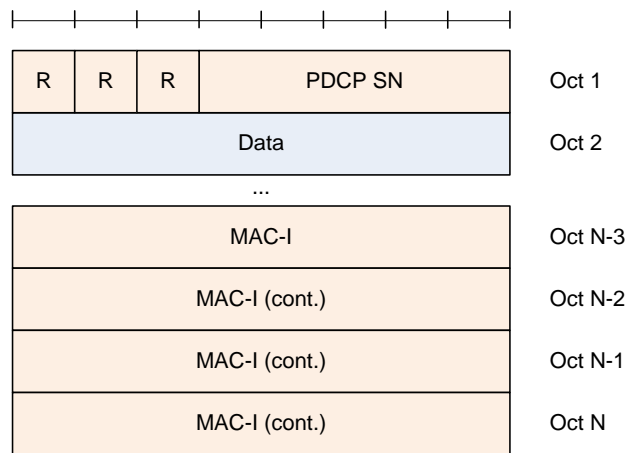 R R R PDCP SN Oct 1
Data Oct 2
...
MAC-I Oct N-3
MAC-I (cont.) Oct N-2
MAC-I (cont.) Oct N-1
MAC-I (cont.) Oct N